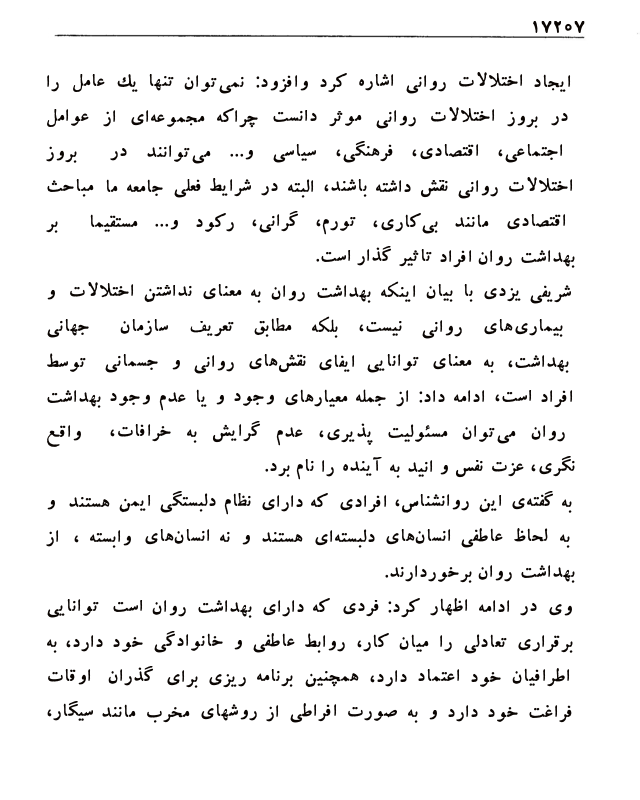 ۱۷۲۰۷
ایجاد اختلالات روانی اشاره کرد وافزود: نمی‌توان تنها یك عامل را
در بروز اختلالات روانی موثر دانست چراکه مجموعه‌ای از عوامل
اجتماعی، اقتصادی، فرهنگی، سیاسی و... می‌توانند در بروز
اختلالات روانی نقش داشته باشند، البته در شرایط فعلی جامعه ما مباحث
اقتصادی مانند بی‌کاری، تورم، گرانی، رکود و... مستقیما بر
بهداشت روان افراد تاثیر گذار است.
شریفی یزدی با بیان اینکه بهداشت روان به معنای نداشتن اختلالات و
بیماری‌های روانی نیست، بلکه مطابق تعریف سازمان جهانی
بهداشت، به معنای توانایی ایفای نقش‌های روانی و جسمانی توسط
افراد است، ادامه داد: از جمله معیارهای وجود و یا عدم وجود بهداشت
روان می‌توان مسئولیت پذیری، عدم گرایش به خرافات، واقع
نگری، عزت نفس و انید به آینده را نام برد.
به گفته‌ی این روانشناس، افرادی که دارای نظام دلبستگی ایمن هستند و
به لحاظ عاطفی انسان‌های دلبسته‌ای هستند و نه انسان‌های وابسته ، از
بهداشت روان برخوردارند.
وی در ادامه اظهار کرد: فردی که دارای بهداشت روان است توانایی
برقراری تعادلی را میان کار، روابط عاطفی و خانوادگی خود دارد، به
اطرافیان خود اعتماد دارد، همچنین برنامه ریزی برای گذران اوقات
فراغت خود دارد و به صورت افراطی از روشهای مخرب مانند سیگار،